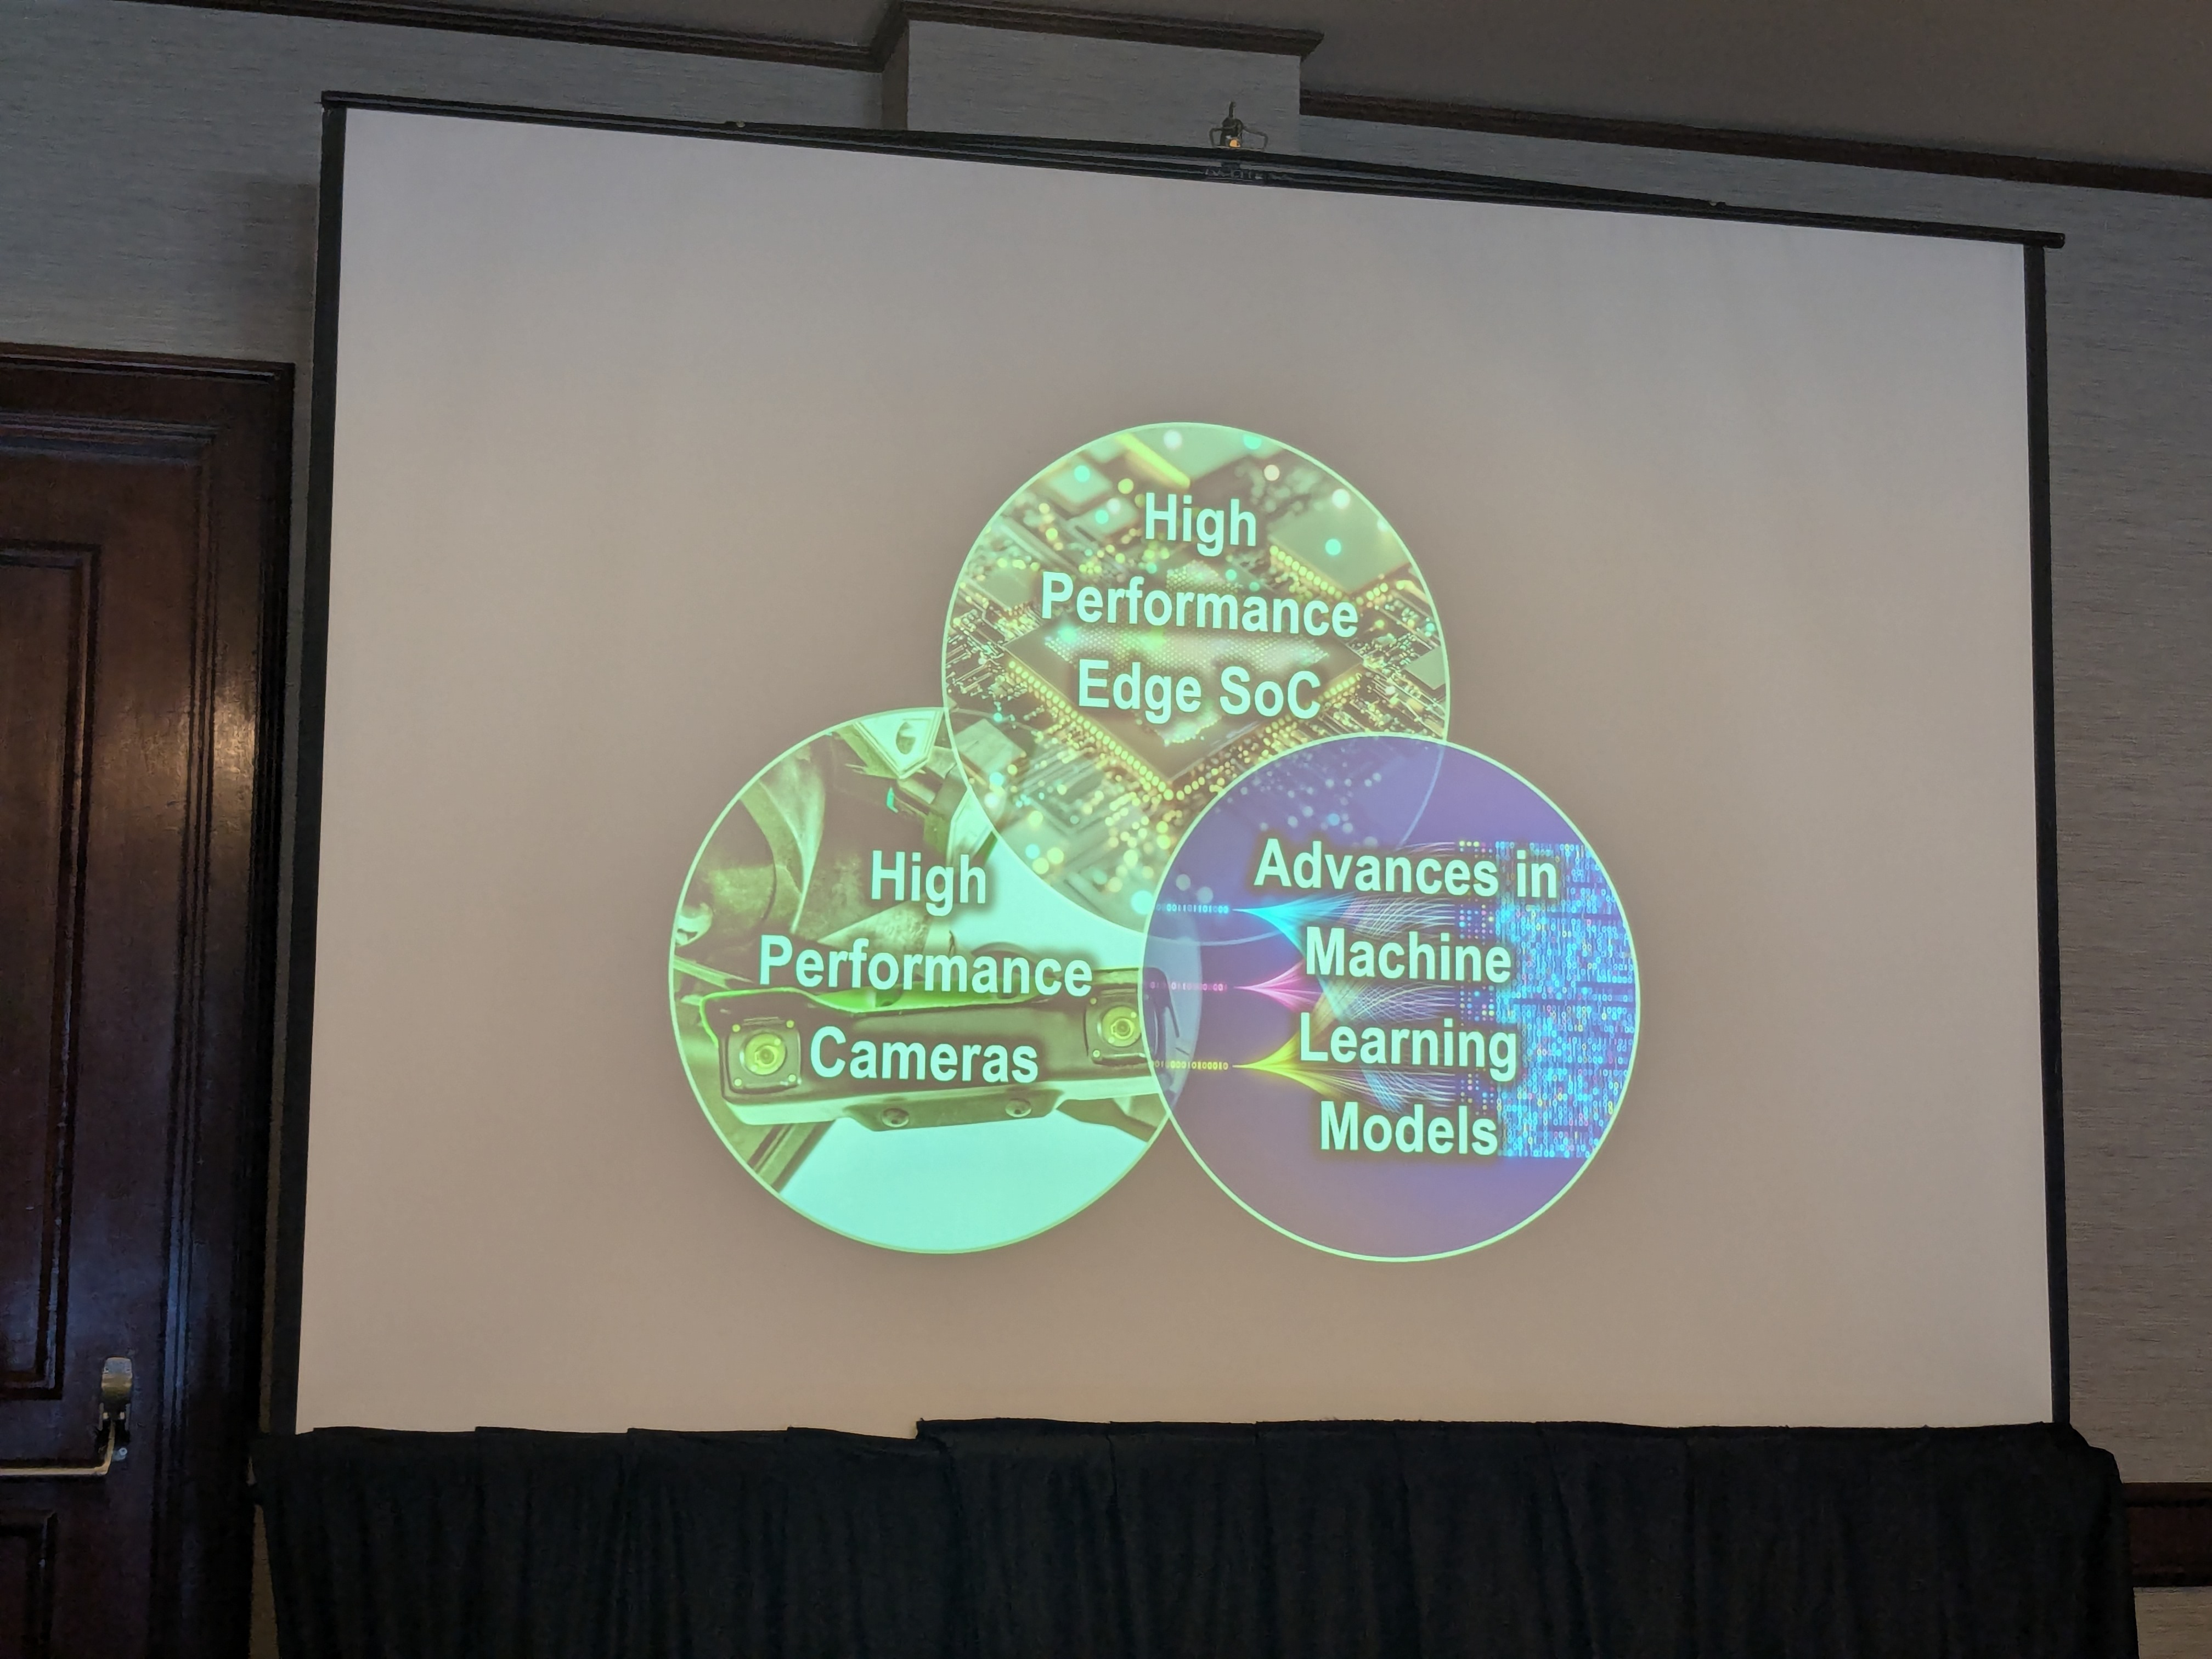 High
Performance
Edge SoC
High
Performance
Cameras
Advances in
Machine
Learning
Models